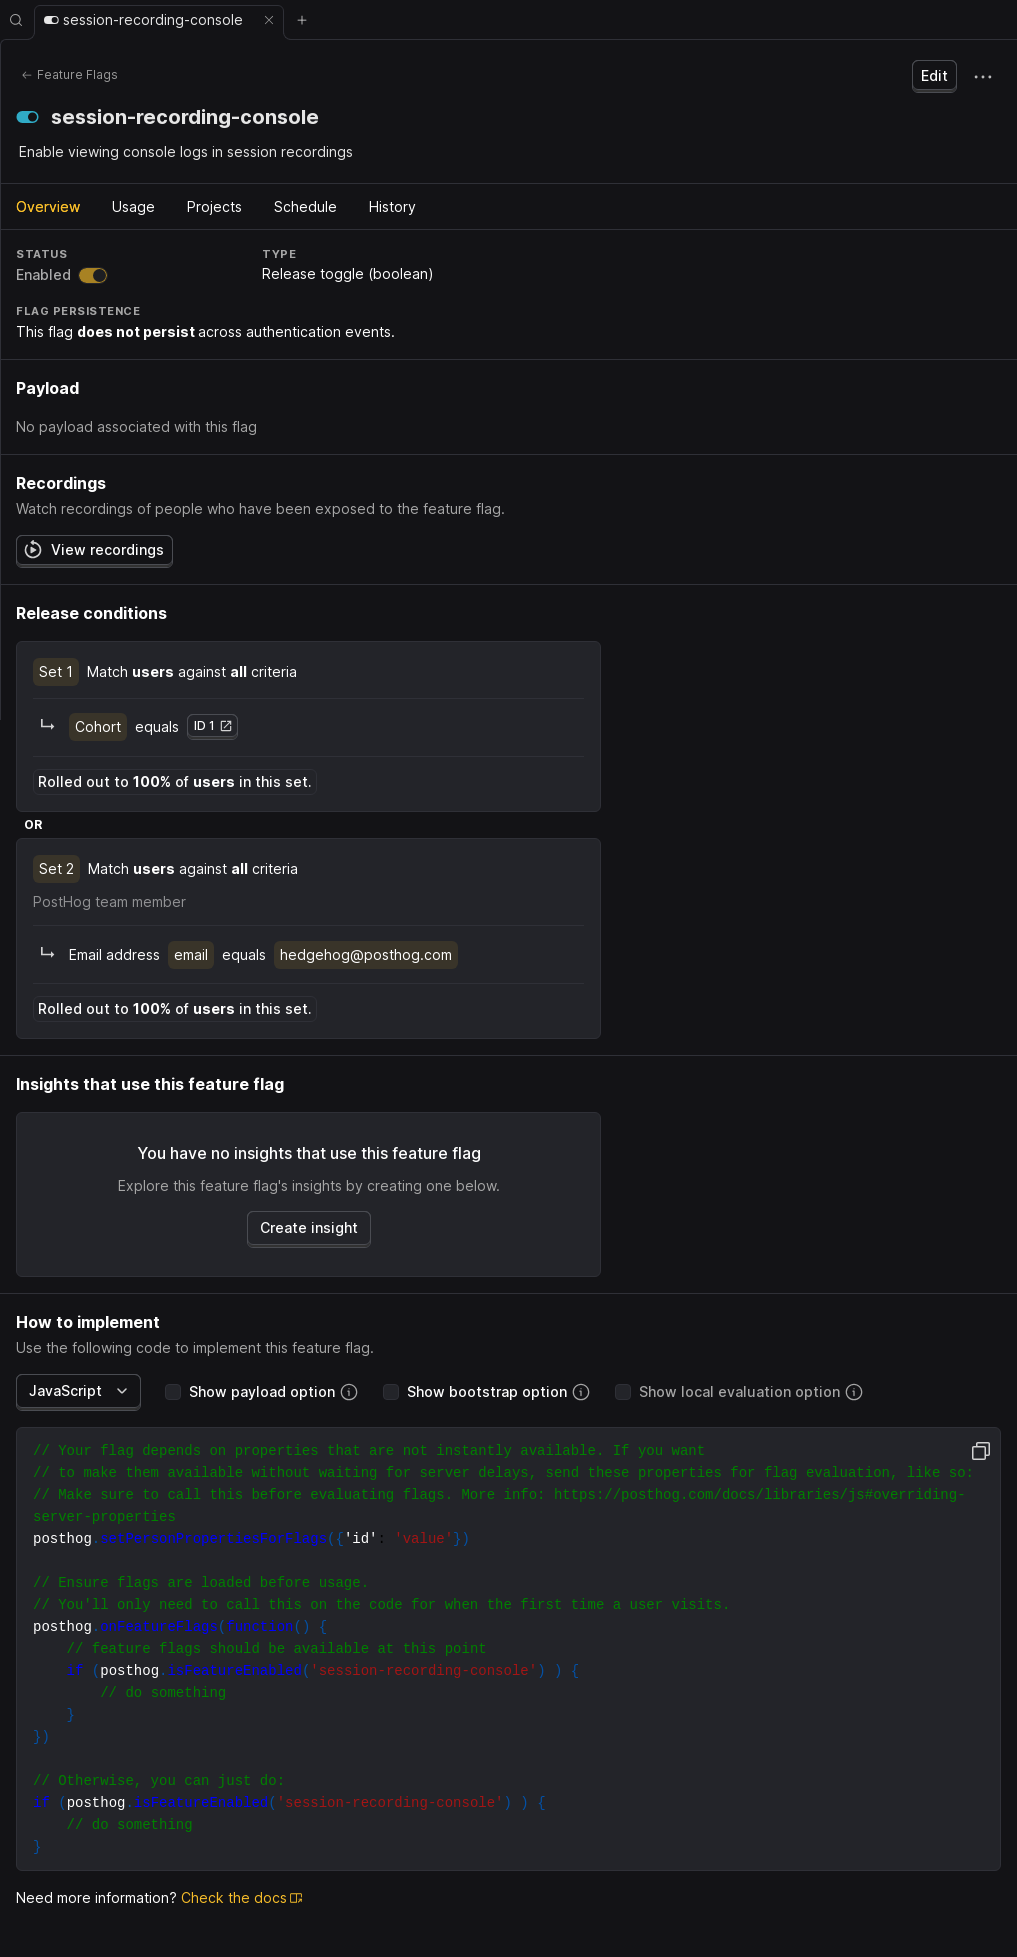 session-recording-console
Feature Flags
Edit
session-recording-console
Enable viewing console logs in session recordings
Overview Usage Projects Schedule History
STATUS TYPE
Enabled Release toggle (boolean)
FLAG PERSISTENCE
This flag does not persist across authentication events.
Payload
No payload associated with this flag
Recordings
Watch recordings of people who have been exposed to the feature flag.
View recordings
Release conditions
Set 1 Match users against all criteria
Cohort equals ID 1
Rolled out to 100% of users in this set.
OR
Set 2 Match users against all criteria
PostHog team member
Email address email equals hedgehog@posthog.com
Rolled out to 100% of users in this set.
Insights that use this feature flag
You have no insights that use this feature flag
Explore this feature flag's insights by creating one below.
Create insight
How to implement
Use the following code to implement this feature flag.
JavaScript Show payload option Show bootstrap option Show local evaluation option
// Your flag depends on properties that are not instantly available. If you want
// to make them available without waiting for server delays, send these properties for flag evaluation, like so:
// Make sure to call this before evaluating flags. More info: https://posthog.com/docs/libraries/js#overriding-
server-properties
posthog.setPersonPropertiesForFlags({'id': 'value'})
// Ensure flags are loaded before usage.
// You'll only need to call this on the code for when the first time a user visits.
posthog.onFeatureFlags(function() {
    // feature flags should be available at this point
    if (posthog.isFeatureEnabled('session-recording-console') ) {
        // do something
    }
})
// Otherwise, you can just do:
if (posthog.isFeatureEnabled('session-recording-console') ) {
    // do something
}
Need more information? Check the docs